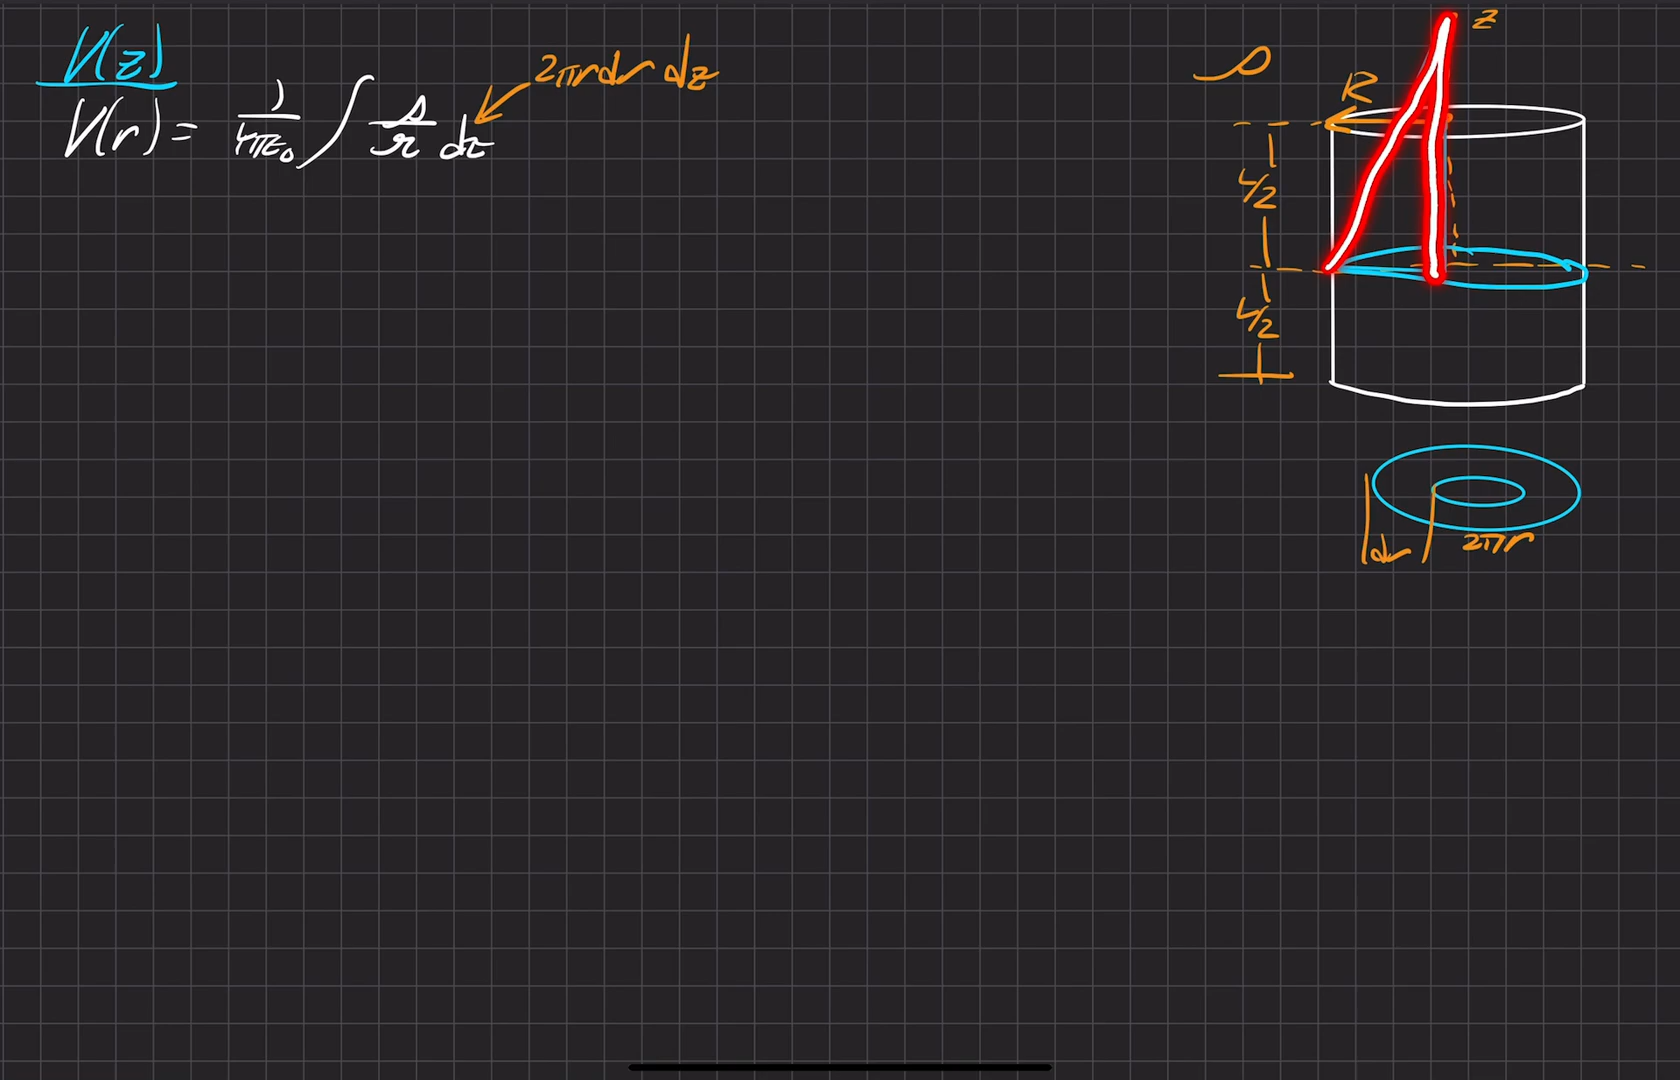 V(z)
V(r) = 1/4πε₀ ∫ ρ/𝓇 dτ
2πrdr dz
ρ
z
R
L/2
L/2
dr
2πr